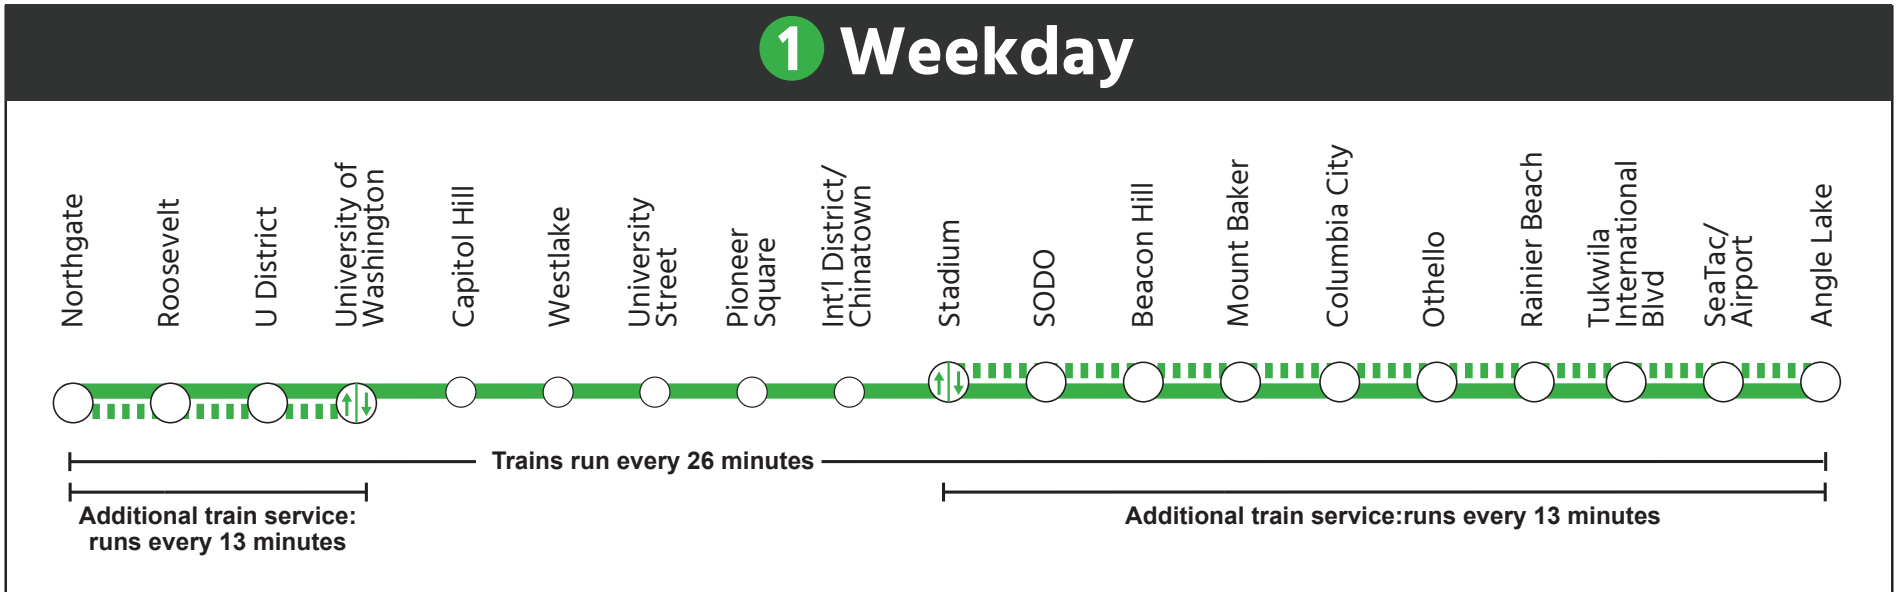 1 Weekday
Northgate
Roosevelt
U District
University of
Washington
Capitol Hill
Westlake
University
Street
Pioneer
Square
Int'l District/
Chinatown
Stadium
SODO
Beacon Hill
Mount Baker
Columbia City
Othello
Rainier Beach
Tukwila
International
Blvd
SeaTac/
Airport
Angle Lake
Trains run every 26 minutes
Additional train service:
runs every 13 minutes
Additional train service:runs every 13 minutes